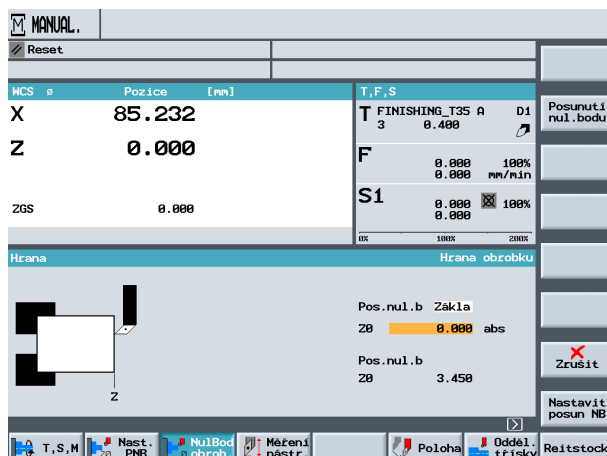 MANUAL.
Reset
WCS ø Pozice [mm] T,F,S
X 85.232
Z 0.000
ZGS 0.000
T FINISHING_T35 A D1
3 0.400
F 0.000 100%
0.000 mm/min
S1 0.000 100%
0.000
0% 100% 200%
Posunutí
nul.bodu
Hrana Hrana obrobku
Pos.nul.b Zákla
Z0 0.000 abs
Pos.nul.b
Z0 3.450
Z
Zrušit
Nastavit
posun NB
T,S,M
Nast.
PNB
NulBod
obrob.
Měření
nástr.
Poloha
Odděl.
třísky
Reitstock